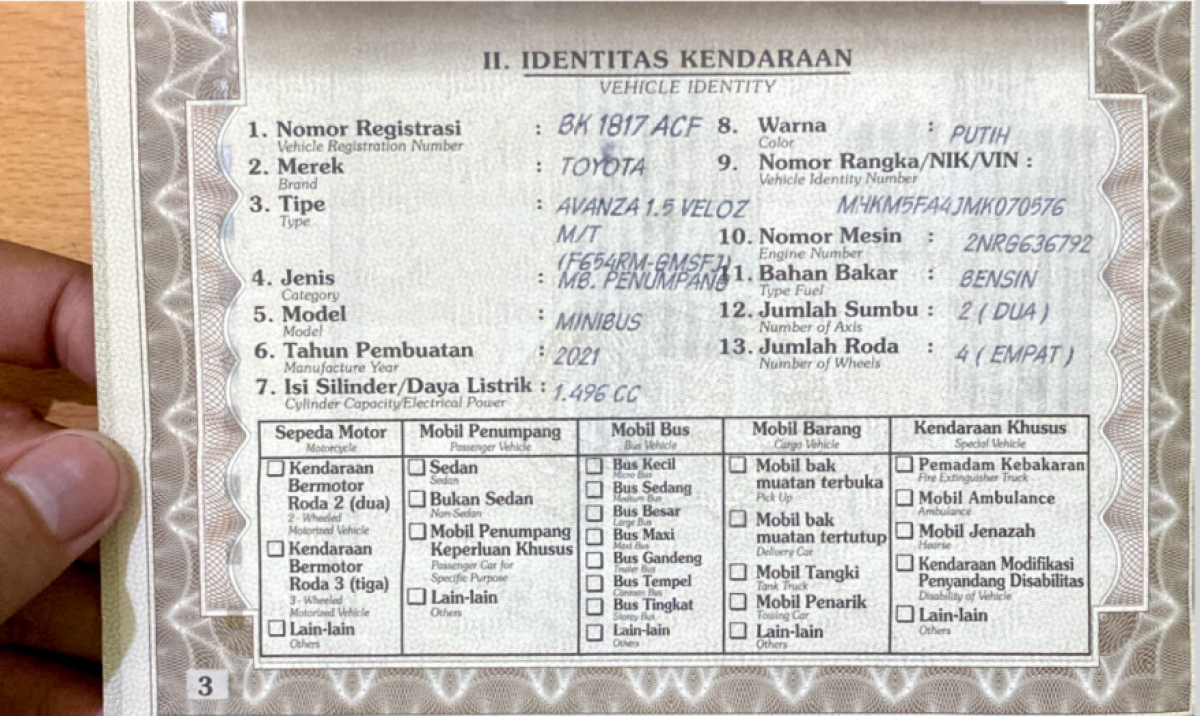 II. IDENTITAS KENDARAAN
VEHICLE IDENTITY
1. Nomor Registrasi : BK 1817 ACF
Vehicle Registration Number
2. Merek : TOYOTA
Brand
3. Tipe : AVANZA 1.5 VELOZ
Type
M/T
(F654RM-GMSFJ)
4. Jenis : MB. PENUMPANG
Category
5. Model : MINIBUS
Model
6. Tahun Pembuatan : 2021
Manufacture Year
7. Isi Silinder/Daya Listrik : 1.496 CC
Cylinder Capacity/Electrical Power
8. Warna : PUTIH
Color
9. Nomor Rangka/NIK/VIN :
Vehicle Identity Number
MHKM5FA4JMK070576
10. Nomor Mesin : 2NRG636792
Engine Number
11. Bahan Bakar : BENSIN
Type Fuel
12. Jumlah Sumbu : 2 ( DUA )
Number of Axis
13. Jumlah Roda : 4 ( EMPAT )
Number of Wheels
Sepeda Motor
Motorcycle
Kendaraan
Bermotor
Roda 2 (dua)
2 - Wheeled
Motorized Vehicle
Kendaraan
Bermotor
Roda 3 (tiga)
3 - Wheeled
Motorized Vehicle
Lain-lain
Others
Mobil Penumpang
Passenger Vehicle
Sedan
Sedan
Bukan Sedan
Non-Sedan
Mobil Penumpang
Keperluan Khusus
Passenger Car for
Specific Purpose
Lain-lain
Others
Mobil Bus
Bus Vehicle
Bus Kecil
Micro Bus
Bus Sedang
Medium Bus
Bus Besar
Large Bus
Bus Maxi
Maxi Bus
Bus Gandeng
Trailer Bus
Bus Tempel
Bus Tingkat
Storey Bus
Lain-lain
Others
Mobil Barang
Cargo Vehicle
Mobil bak
muatan terbuka
Pick Up
Mobil bak
muatan tertutup
Delivery Car
Mobil Tangki
Tank Truck
Mobil Penarik
Towing Car
Lain-lain
Others
Kendaraan Khusus
Special Vehicle
Pemadam Kebakaran
Fire Extinguisher Truck
Mobil Ambulance
Ambulance
Mobil Jenazah
Hearse
Kendaraan Modifikasi
Penyandang Disabilitas
Disability of Vehicle
Lain-lain
Others
3